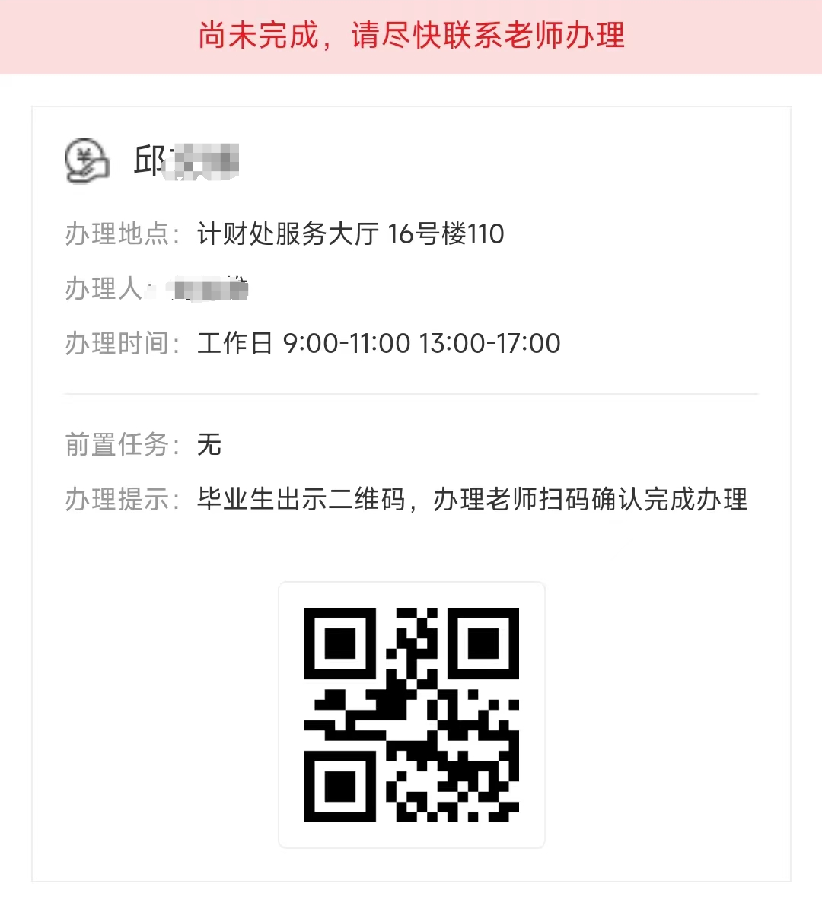 尚未完成，请尽快联系老师办理
邱
办理地点： 计财处服务大厅 16号楼110
办理人：
办理时间： 工作日 9:00-11:00 13:00-17:00
前置任务： 无
办理提示： 毕业生出示二维码，办理老师扫码确认完成办理